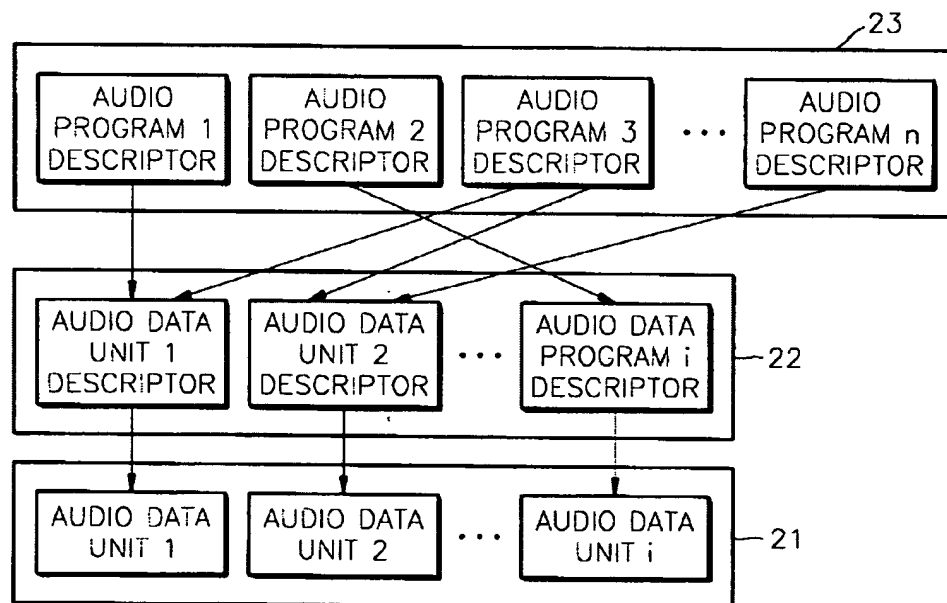 23
AUDIO
PROGRAM 1
DESCRIPTOR
AUDIO
PROGRAM 2
DESCRIPTOR
AUDIO
PROGRAM 3
DESCRIPTOR
...
AUDIO
PROGRAM n
DESCRIPTOR
AUDIO DATA
UNIT 1
DESCRIPTOR
AUDIO DATA
UNIT 2
DESCRIPTOR
...
AUDIO DATA
PROGRAM i
DESCRIPTOR
22
AUDIO DATA
UNIT 1
AUDIO DATA
UNIT 2
...
AUDIO DATA
UNIT i
21